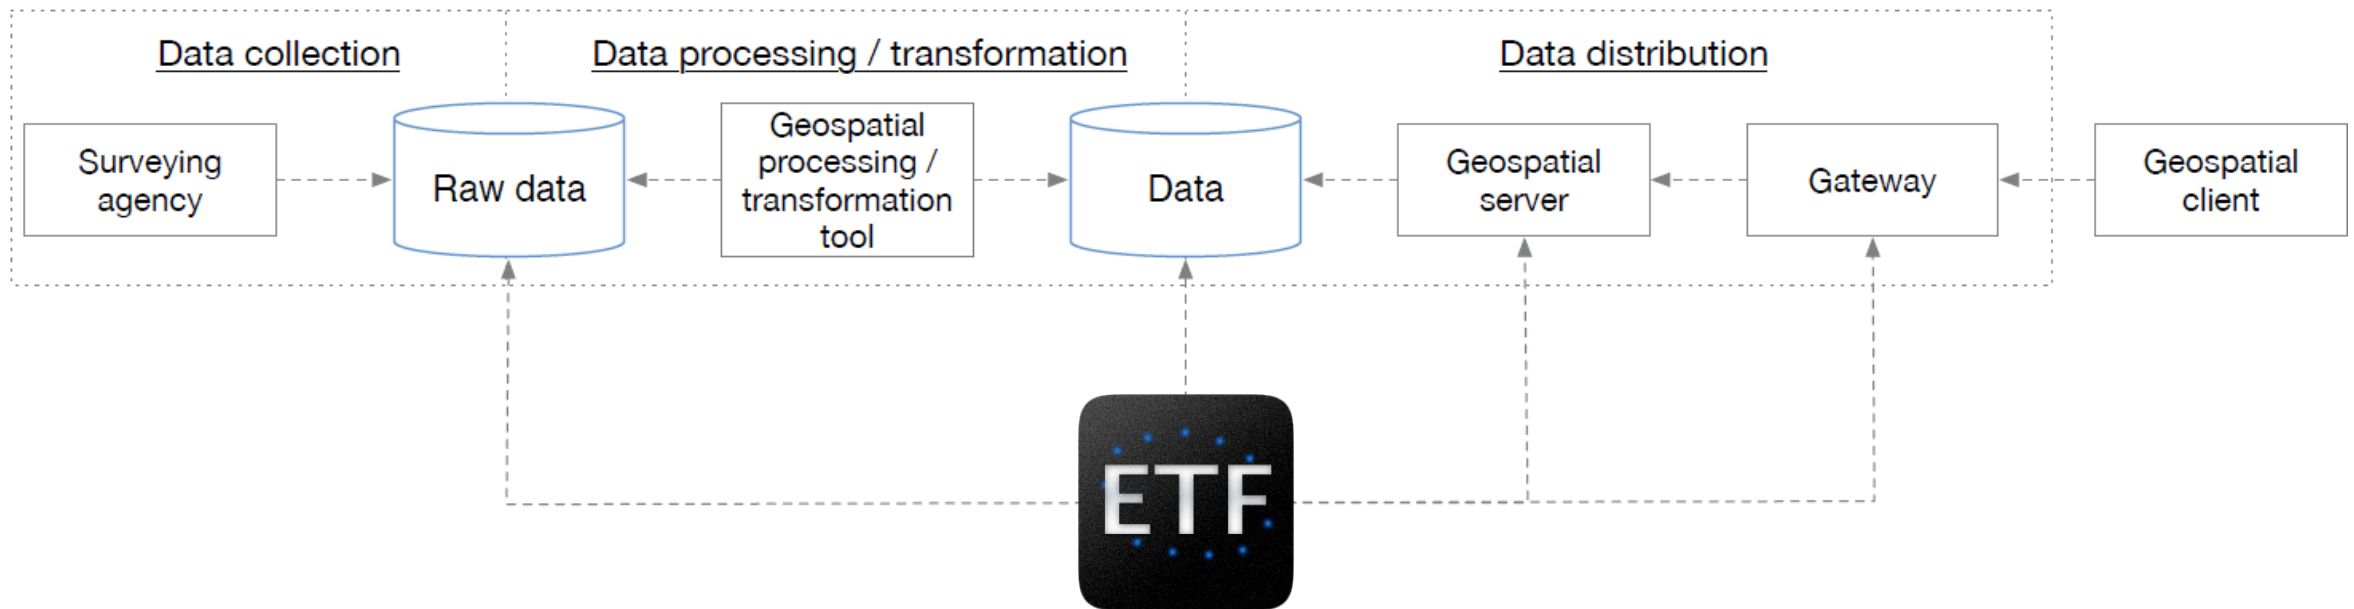 Data collection
Data processing / transformation
Data distribution
Surveying
agency
Raw data
Geospatial
processing /
transformation
tool
Data
Geospatial
server
Gateway
Geospatial
client
ETF